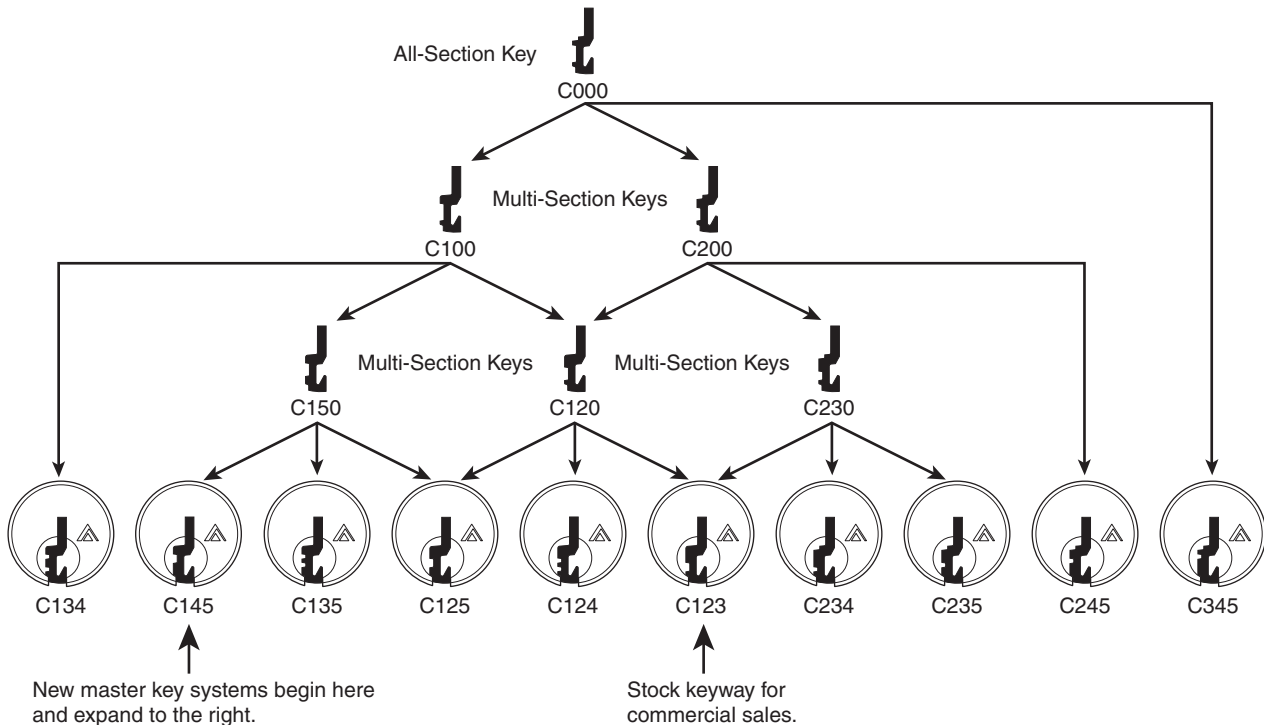 All-Section Key
C000
Multi-Section Keys
C100
C200
Multi-Section Keys
Multi-Section Keys
C150
C120
C230
C134
C145
C135
C125
C124
C123
C234
C235
C245
C345
New master key systems begin here
and expand to the right.
Stock keyway for
commercial sales.